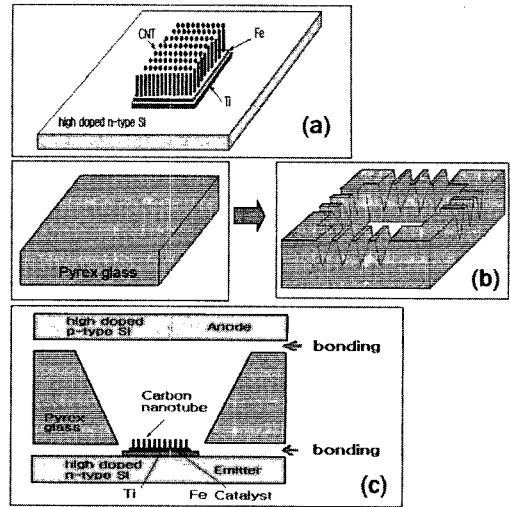 CNT
Fe
Ti
high doped n-type Si
(a)
Pyrex glass
(b)
high doped
p-type Si
Anode
bonding
Carbon
nanotube
Pyrex
glass
bonding
high doped
n-type Si
Emitter
Ti
Fe Catalyst
(c)